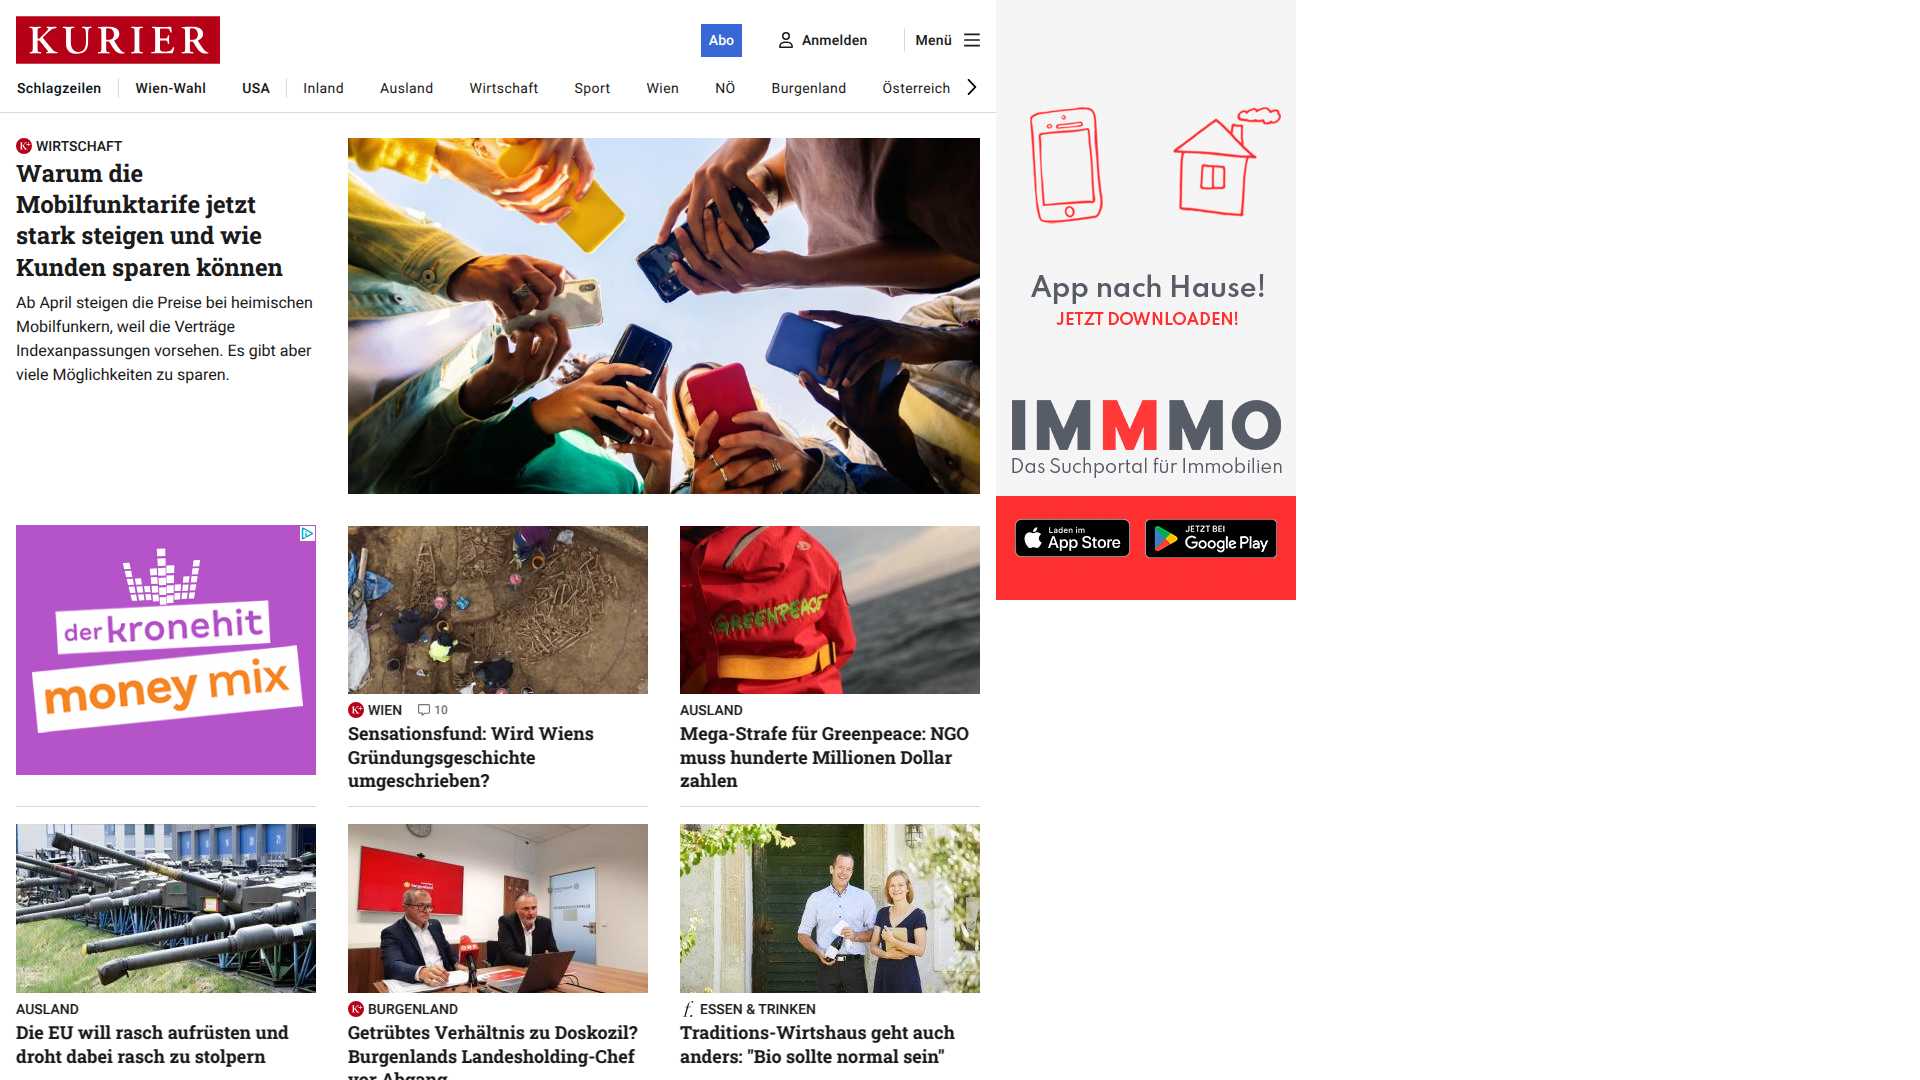 KURIER
Abo
Anmelden
Menü
Schlagzeilen
Wien-Wahl
USA
Inland
Ausland
Wirtschaft
Sport
Wien
NÖ
Burgenland
Österreich
K+ WIRTSCHAFT
Warum die
Mobilfunktarife jetzt
stark steigen und wie
Kunden sparen können
Ab April steigen die Preise bei heimischen
Mobilfunkern, weil die Verträge
Indexanpassungen vorsehen. Es gibt aber
viele Möglichkeiten zu sparen.
der kronehit
money mix
GREENPEACE
K+ WIEN 10
Sensationsfund: Wird Wiens
Gründungsgeschichte
umgeschrieben?
AUSLAND
Mega-Strafe für Greenpeace: NGO
muss hunderte Millionen Dollar
zahlen
AUSLAND
Die EU will rasch aufrüsten und
droht dabei rasch zu stolpern
K+ BURGENLAND
Getrübtes Verhältnis zu Doskozil?
Burgenlands Landesholding-Chef
vor Abgang
f. ESSEN & TRINKEN
Traditions-Wirtshaus geht auch
anders: "Bio sollte normal sein"
App nach Hause!
JETZT DOWNLOADEN!
IMMMO
Das Suchportal für Immobilien
Laden im
App Store
JETZT BEI
Google Play